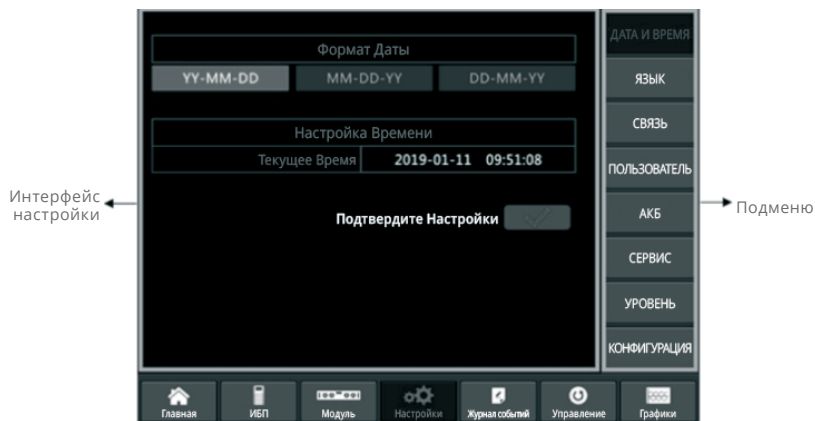 Формат Даты
YY-MM-DD MM-DD-YY DD-MM-YY
Настройка Времени
Текущее Время 2019-01-11 09:51:08
Подтвердите Настройки
ДАТА И ВРЕМЯ
ЯЗЫК
СВЯЗЬ
ПОЛЬЗОВАТЕЛЬ
АКБ
СЕРВИС
УРОВЕНЬ
КОНФИГУРАЦИЯ
Интерфейс
настройки
Подменю
Главная ИБП Модуль Настройки Журнал событий Управление Графики